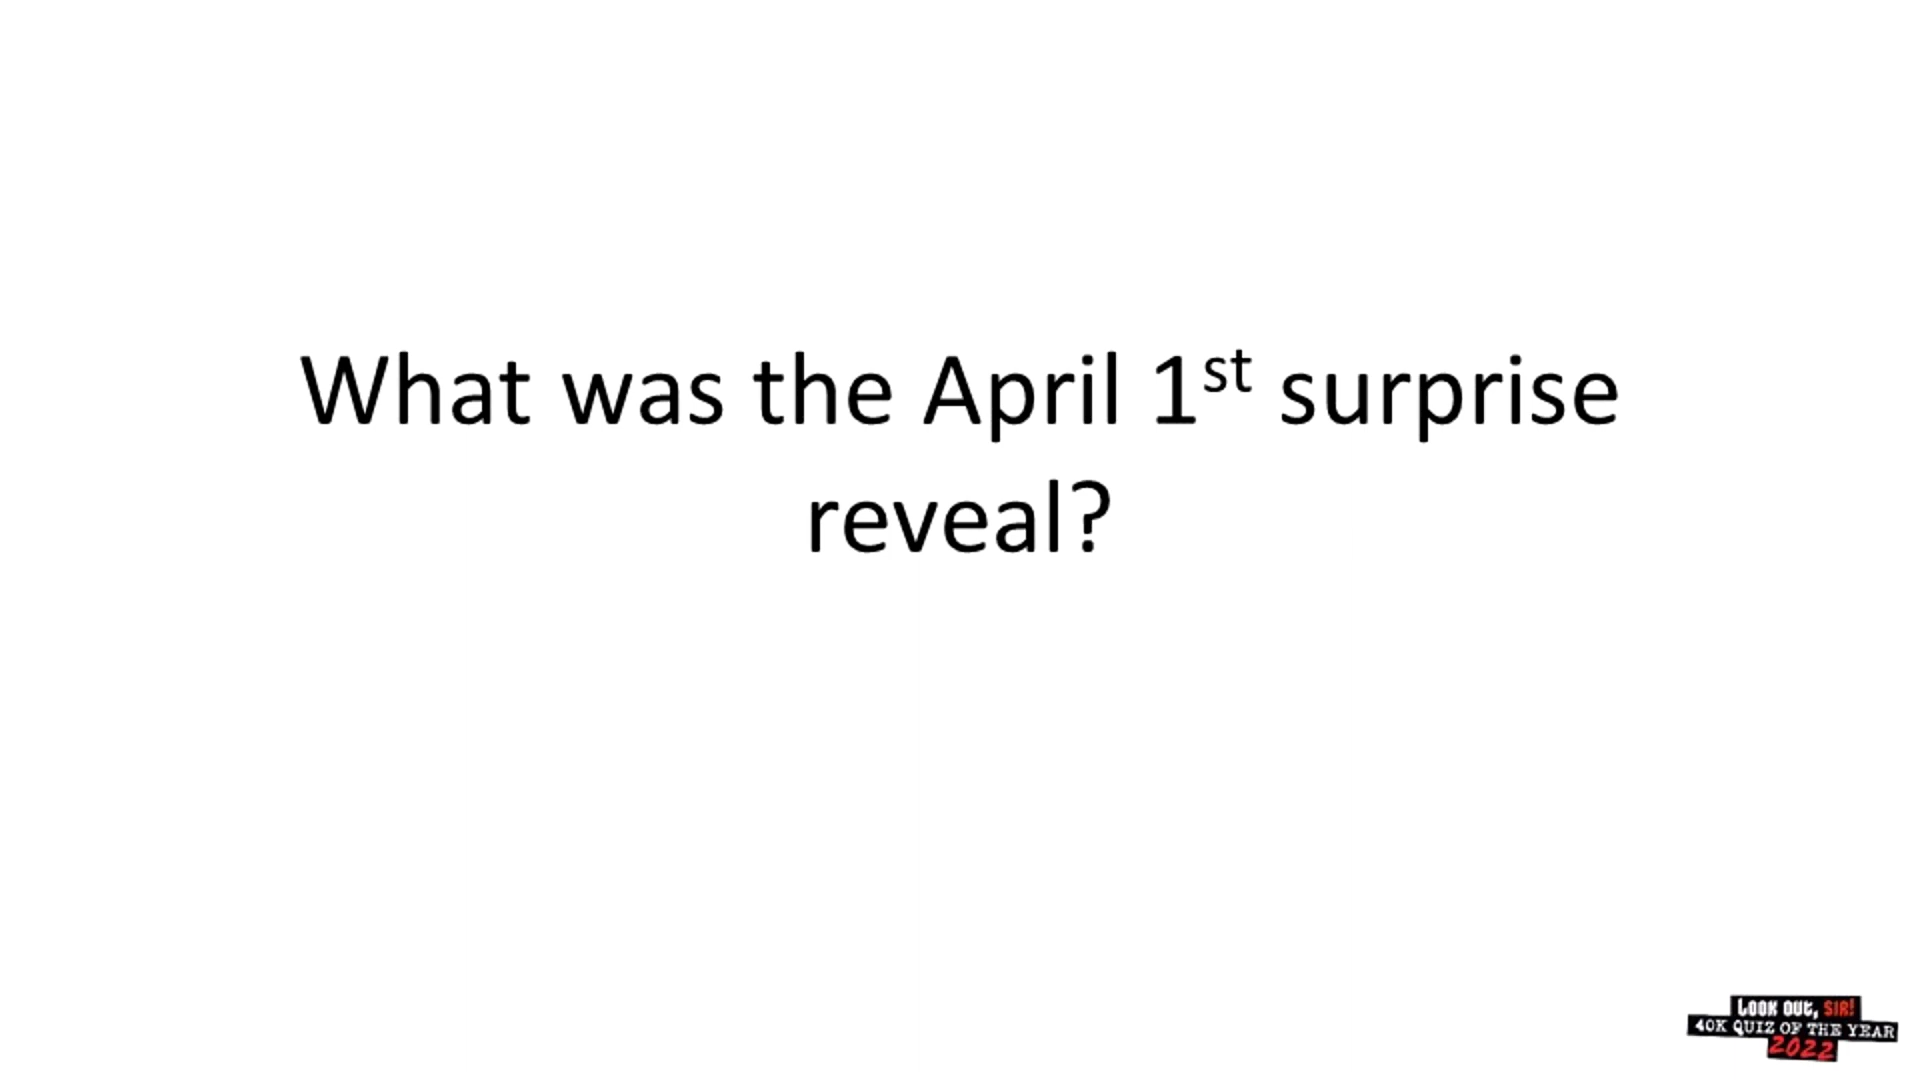 What was the April 1st surprise
reveal?
LOOK OUT, SIR!
40K QUIZ OF THE YEAR
2022